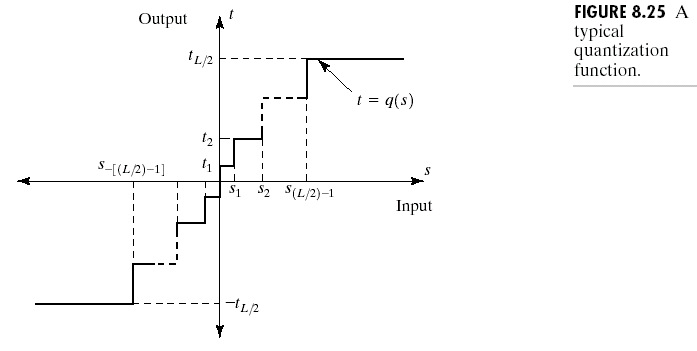 Output
t
t_{L/2}
t = q(s)
t_2
t_1
s_{-[(L/2)-1]}
s
s_1 s_2 s_{(L/2)-1}
Input
-t_{L/2}
FIGURE 8.25 A
typical
quantization
function.